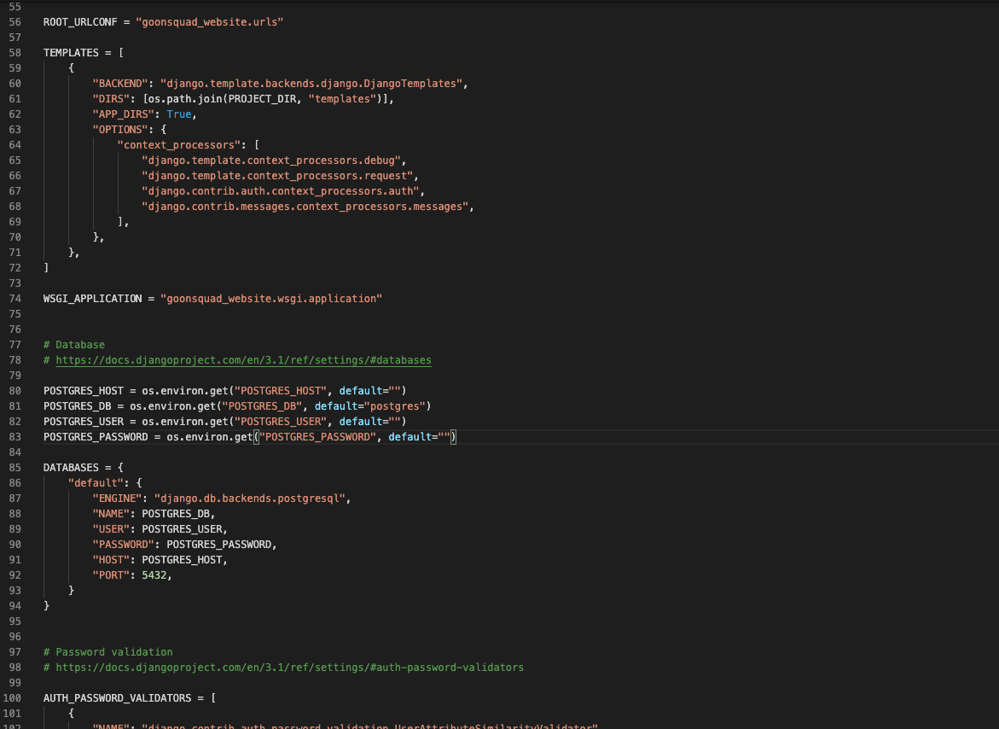 55
56 ROOT_URLCONF = "goonsquad_website.urls"
57
58 TEMPLATES = [
59     {
60         "BACKEND": "django.template.backends.django.DjangoTemplates",
61         "DIRS": [os.path.join(PROJECT_DIR, "templates")],
62         "APP_DIRS": True,
63         "OPTIONS": {
64             "context_processors": [
65                 "django.template.context_processors.debug",
66                 "django.template.context_processors.request",
67                 "django.contrib.auth.context_processors.auth",
68                 "django.contrib.messages.context_processors.messages",
69             ],
70         },
71     },
72 ]
73
74 WSGI_APPLICATION = "goonsquad_website.wsgi.application"
75
76
77 # Database
78 # https://docs.djangoproject.com/en/3.1/ref/settings/#databases
79
80 POSTGRES_HOST = os.environ.get("POSTGRES_HOST", default="")
81 POSTGRES_DB = os.environ.get("POSTGRES_DB", default="postgres")
82 POSTGRES_USER = os.environ.get("POSTGRES_USER", default="")
83 POSTGRES_PASSWORD = os.environ.get("POSTGRES_PASSWORD", default="")
84
85 DATABASES = {
86     "default": {
87         "ENGINE": "django.db.backends.postgresql",
88         "NAME": POSTGRES_DB,
89         "USER": POSTGRES_USER,
90         "PASSWORD": POSTGRES_PASSWORD,
91         "HOST": POSTGRES_HOST,
92         "PORT": 5432,
93     }
94 }
95
96
97 # Password validation
98 # https://docs.djangoproject.com/en/3.1/ref/settings/#auth-password-validators
99
100 AUTH_PASSWORD_VALIDATORS = [
101     {
102         "NAME": "django.contrib.auth.password_validation.UserAttributeSimilarityValidator"